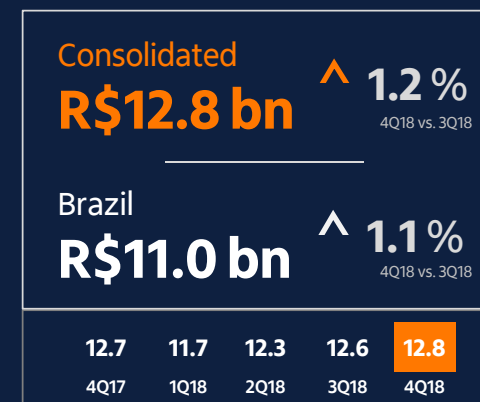 Consolidated
R$12.8 bn
1.2 %
4Q18 vs. 3Q18
Brazil
R$11.0 bn
1.1 %
4Q18 vs. 3Q18
12.7 11.7 12.3 12.6 12.8
4Q17 1Q18 2Q18 3Q18 4Q18